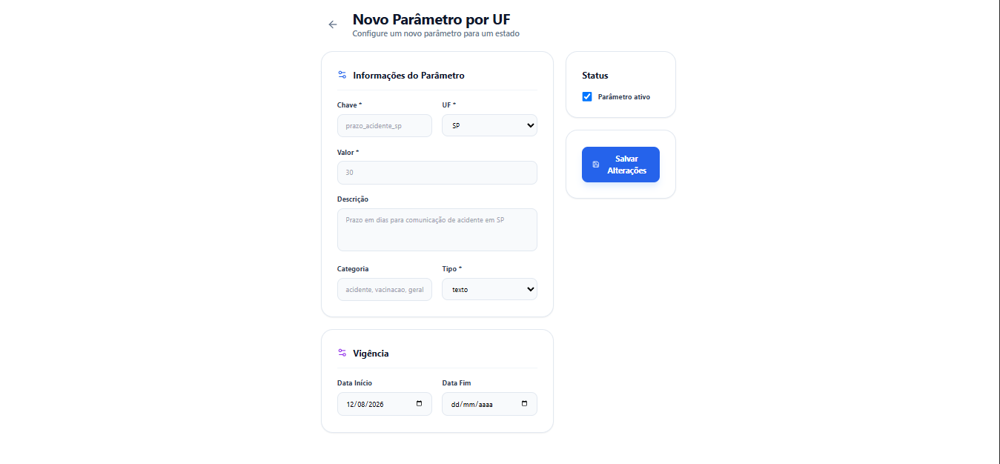 Novo Parâmetro por UF
Configure um novo parâmetro para um estado
Informações do Parâmetro
Chave *
UF *
prazo_acidente_sp
SP
Valor *
30
Descrição
Prazo em dias para comunicação de acidente em SP
Categoria
Tipo *
acidente, vacinacao, geral
texto
Vigência
Data Início
Data Fim
12/08/2026
dd/mm/aaaa
Status
Parâmetro ativo
Salvar
Alterações